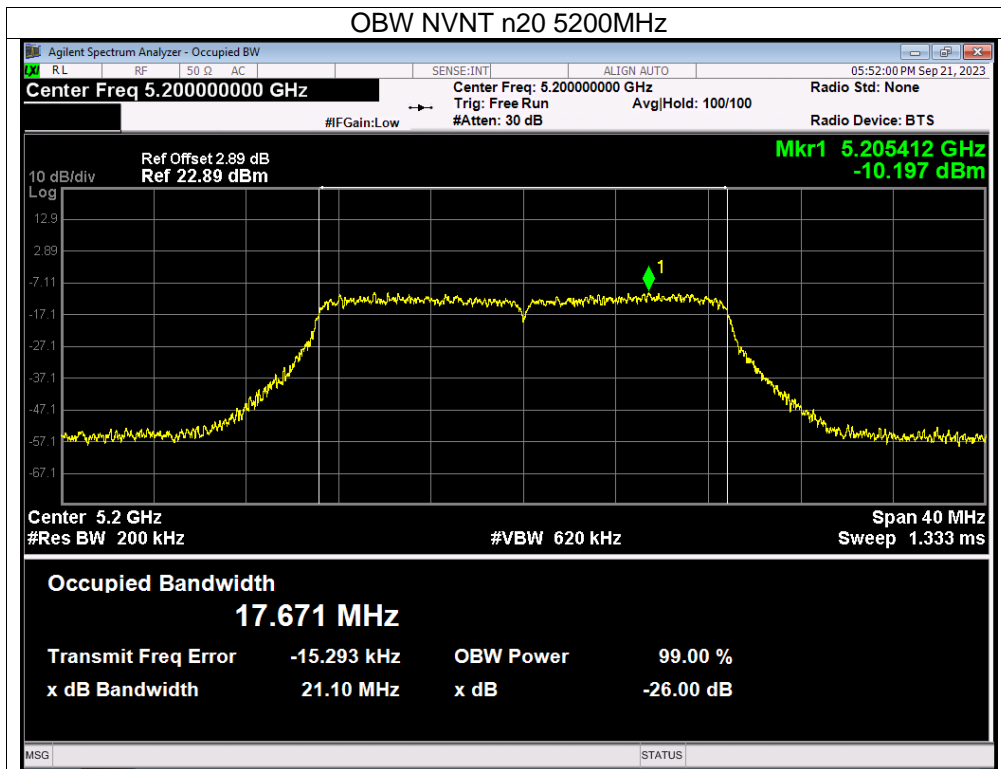 OBW NVNT n20 5200MHz
Agilent Spectrum Analyzer - Occupied BW
LXI RL RF 50 Ω AC SENSE:INT ALIGN AUTO 05:52:00 PM Sep 21, 2023
Center Freq 5.200000000 GHz Center Freq: 5.200000000 GHz Radio Std: None
Trig: Free Run Avg|Hold: 100/100
#IFGain:Low #Atten: 30 dB Radio Device: BTS
Mkr1 5.205412 GHz
-10.197 dBm
Ref Offset 2.89 dB
10 dB/div Ref 22.89 dBm
Log
12.9
2.89
1
-7.11
-17.1
-27.1
-37.1
-47.1
-57.1
-67.1
Center 5.2 GHz Span 40 MHz
#Res BW 200 kHz #VBW 620 kHz Sweep 1.333 ms
Occupied Bandwidth
17.671 MHz
Transmit Freq Error -15.293 kHz OBW Power 99.00 %
x dB Bandwidth 21.10 MHz x dB -26.00 dB
MSG STATUS